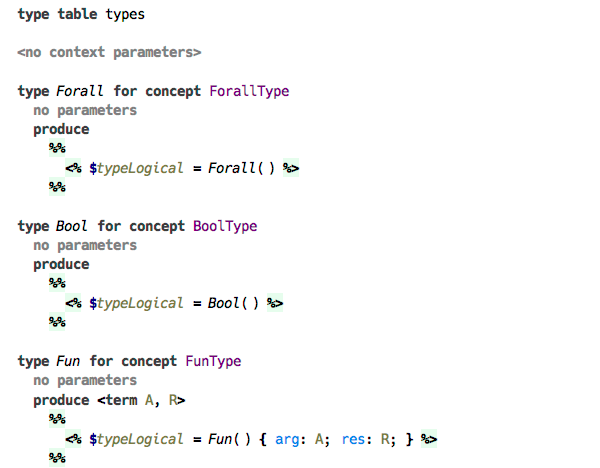 type table types
<no context parameters>
type Forall for concept ForallType
no parameters
produce
%%
<% $typeLogical = Forall() %>
%%
type Bool for concept BoolType
no parameters
produce
%%
<% $typeLogical = Bool() %>
%%
type Fun for concept FunType
no parameters
produce <term A, R>
%%
<% $typeLogical = Fun() { arg: A; res: R; } %>
%%